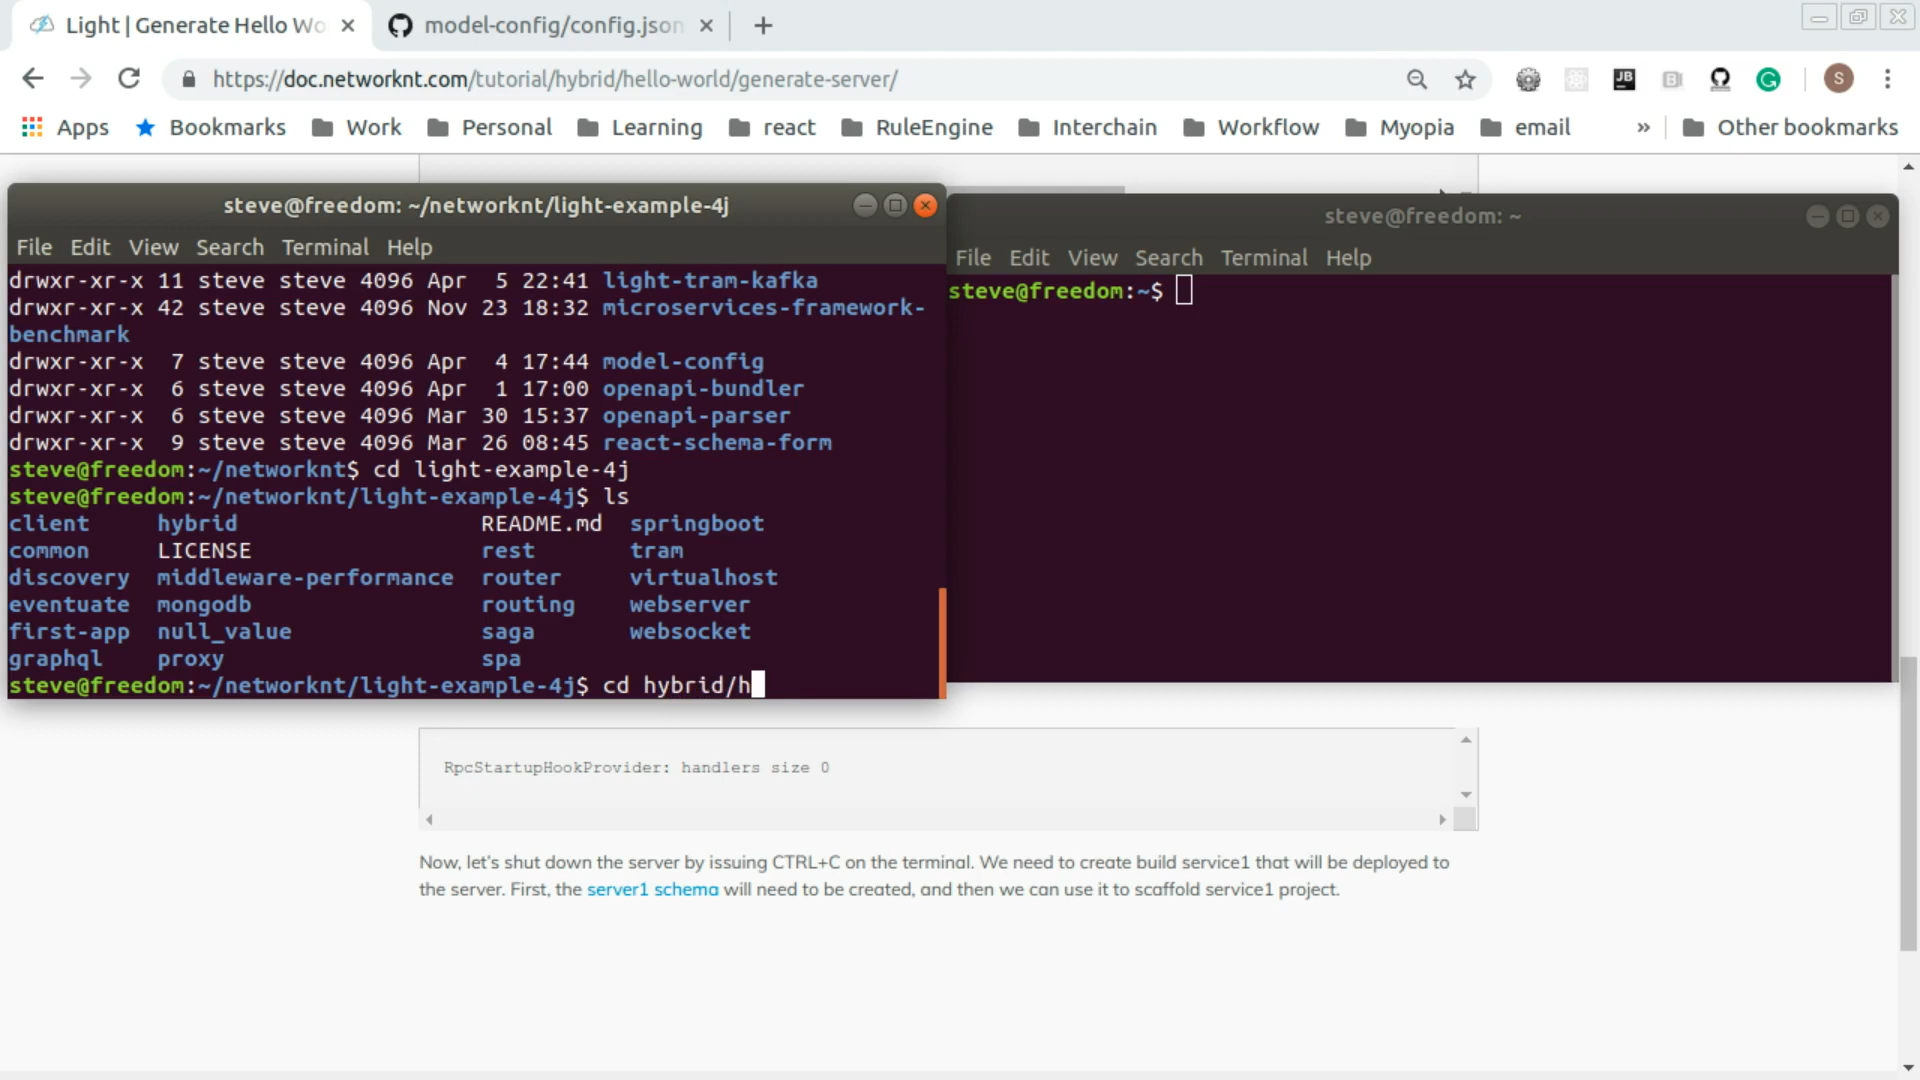 Light | Generate Hello Wo
model-config/config.json
https://doc.networknt.com/tutorial/hybrid/hello-world/generate-server/
JB
S
Apps
Bookmarks
Work
Personal
Learning
react
RuleEngine
Interchain
Workflow
Myopia
email
»
Other bookmarks
steve@freedom: ~/networknt/light-example-4j
File Edit View Search Terminal Help
drwxr-xr-x 11 steve steve 4096 Apr  5 22:41 light-tram-kafka
drwxr-xr-x 42 steve steve 4096 Nov 23 18:32 microservices-framework-
benchmark
drwxr-xr-x  7 steve steve 4096 Apr  4 17:44 model-config
drwxr-xr-x  6 steve steve 4096 Apr  1 17:00 openapi-bundler
drwxr-xr-x  6 steve steve 4096 Mar 30 15:37 openapi-parser
drwxr-xr-x  9 steve steve 4096 Mar 26 08:45 react-schema-form
steve@freedom:~/networknt$ cd light-example-4j
steve@freedom:~/networknt/light-example-4j$ ls
client     hybrid                  README.md  springboot
common     LICENSE                 rest       tram
discovery  middleware-performance  router     virtualhost
eventuate  mongodb                 routing    webserver
first-app  null_value              saga       websocket
graphql    proxy                   spa
steve@freedom:~/networknt/light-example-4j$ cd hybrid/h
steve@freedom: ~
File Edit View Search Terminal Help
steve@freedom:~$
RpcStartupHookProvider: handlers size 0
Now, let's shut down the server by issuing CTRL+C on the terminal. We need to create build service1 that will be deployed to
the server. First, the server1 schema will need to be created, and then we can use it to scaffold service1 project.